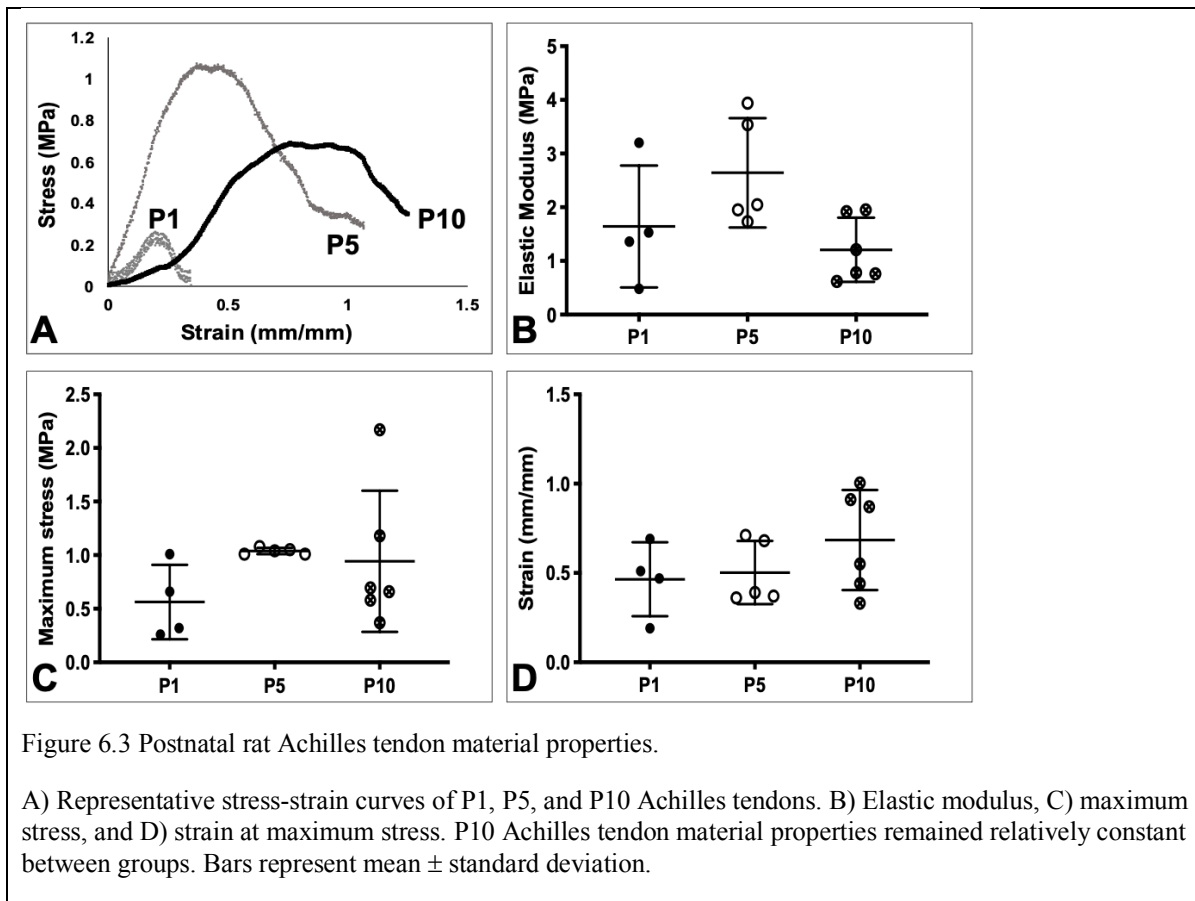 Stress (MPa)
1.2
1
0.8
0.6
0.4
0.2
0
P1
P5
P10
0
0.5
1
1.5
Strain (mm/mm)
A
Elastic Modulus (MPa)
5
4
3
2
1
0
P1
P5
P10
B
Maximum stress (MPa)
2.5
2.0
1.5
1.0
0.5
0.0
P1
P5
P10
C
Strain (mm/mm)
1.5
1.0
0.5
0.0
P1
P5
P10
D
Figure 6.3 Postnatal rat Achilles tendon material properties.
A) Representative stress-strain curves of P1, P5, and P10 Achilles tendons. B) Elastic modulus, C) maximum
stress, and D) strain at maximum stress. P10 Achilles tendon material properties remained relatively constant
between groups. Bars represent mean ± standard deviation.